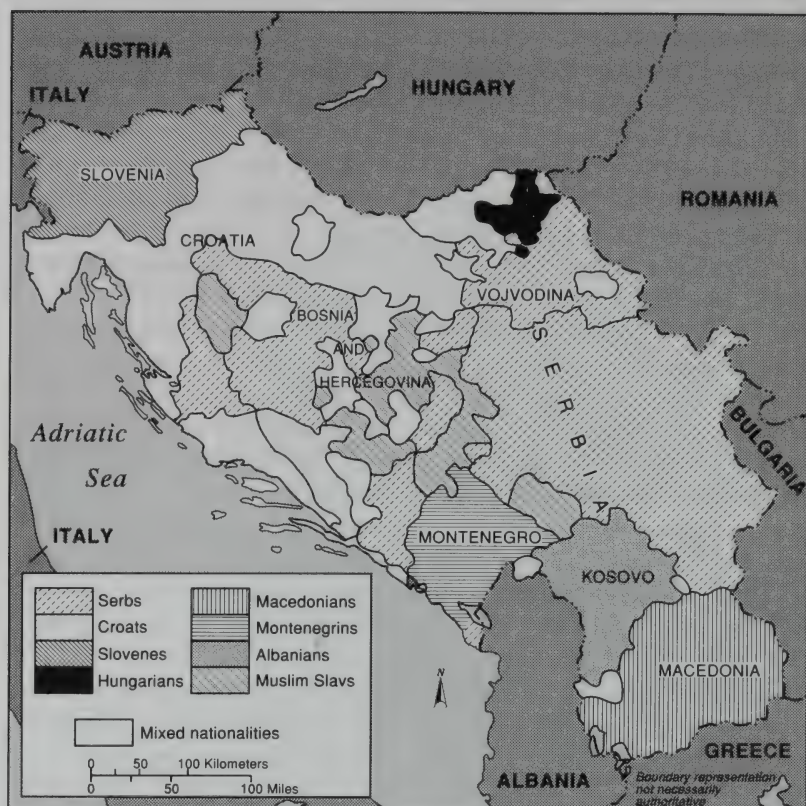 AUSTRIA
ITALY
HUNGARY
SLOVENIA
ROMANIA
CROATIA
VOJVODINA
BOSNIA
AND
HERCEGOVINA
SERBIA
Adriatic
Sea
BULGARIA
ITALY
MONTENEGRO
KOSOVO
Serbs
Macedonians
Croats
Montenegrins
Slovenes
Albanians
Hungarians
Muslim Slavs
N
MACEDONIA
Mixed nationalities
0 50 100 Kilometers
0 50 100 Miles
GREECE
ALBANIA
Boundary representation
not necessarily
authoritative